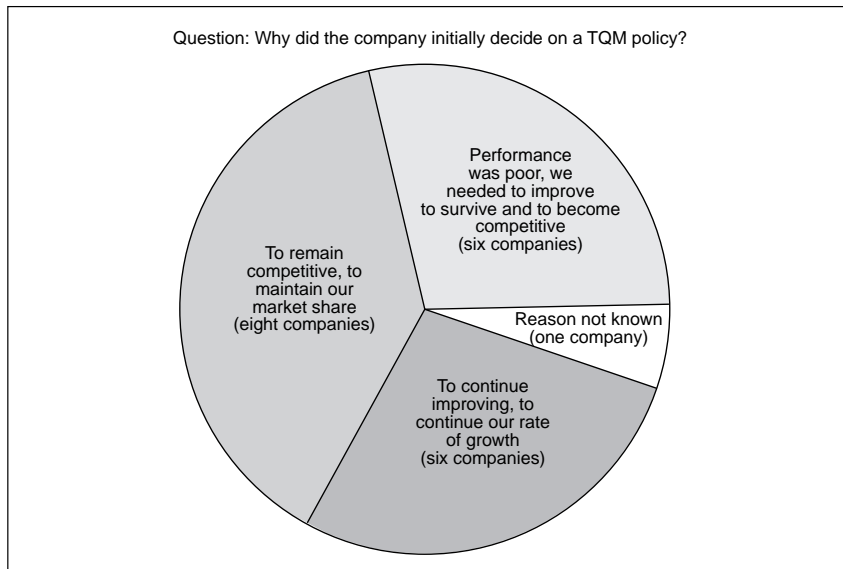 Question: Why did the company initially decide on a TQM policy?
Performance
was poor, we
needed to improve
to survive and to become
competitive
(six companies)
To remain
competitive, to
maintain our
market share
(eight companies)
Reason not known
(one company)
To continue
improving, to
continue our rate
of growth
(six companies)